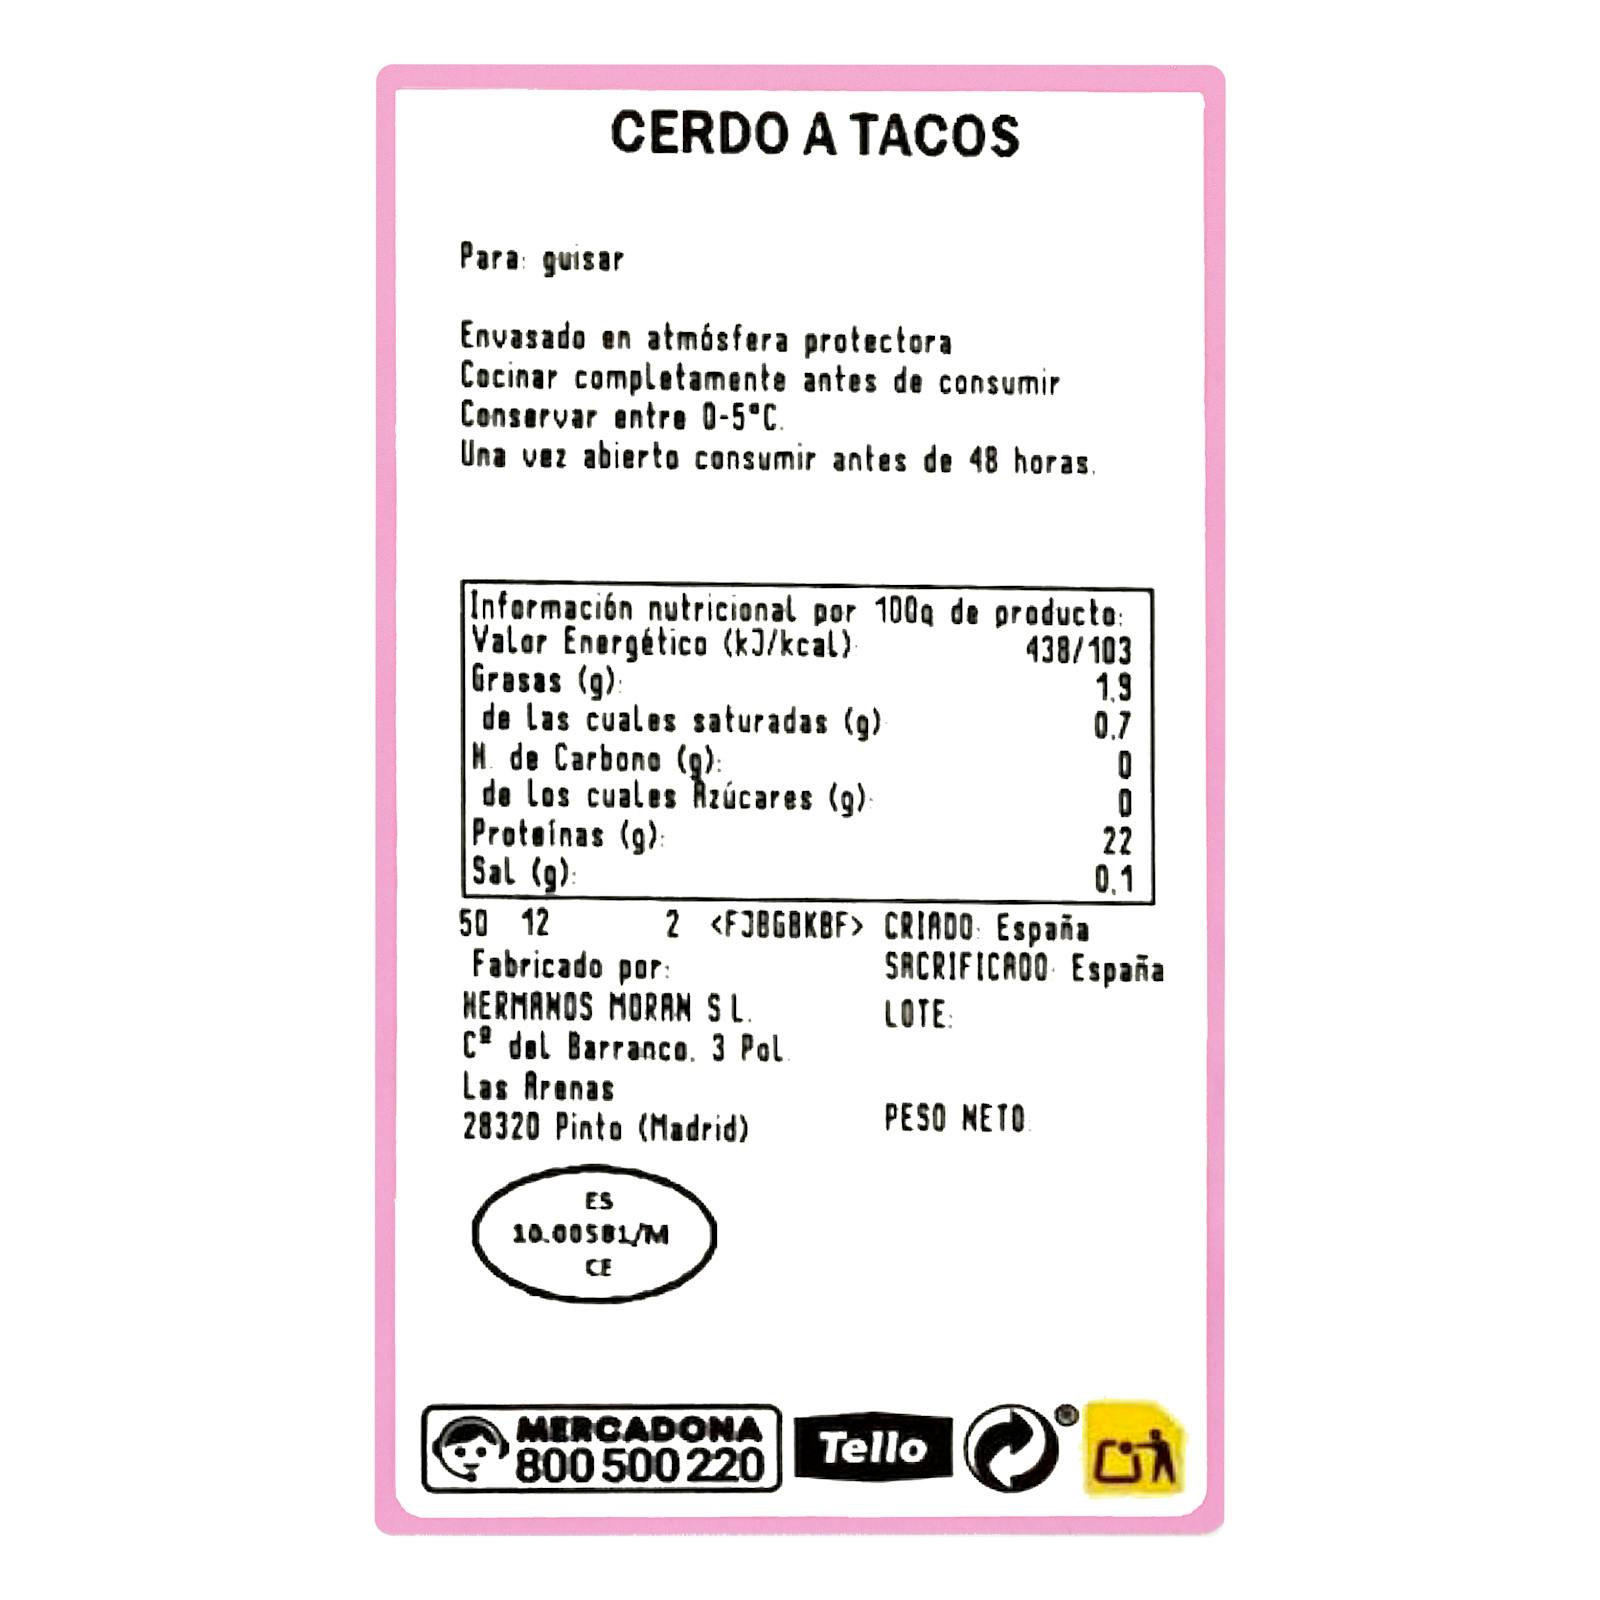 CERDO A TACOS
Para: guisar
Envasado en atmósfera protectora
Cocinar completamente antes de consumir
Conservar entre 0-5°C.
Una vez abierto consumir antes de 48 horas.
Información nutricional por 100g de producto:
Valor Energético (kJ/kcal): 438/103
Grasas (g): 1.9
de las cuales saturadas (g) 0.7
H. de Carbono (g): 0
de los cuales Azúcares (g): 0
Proteínas (g): 22
Sal (g): 0.1
50 12 2 <FJBGBKBF> CRIADO: España
Fabricado por: SACRIFICADO: España
HERMANOS MORAN S L. LOTE:
Cº del Barranco, 3 Pol.
Las Arenas
28320 Pinto (Madrid) PESO NETO:
ES
10.00581/M
CE
MERCADONA
800 500 220
Tello
®